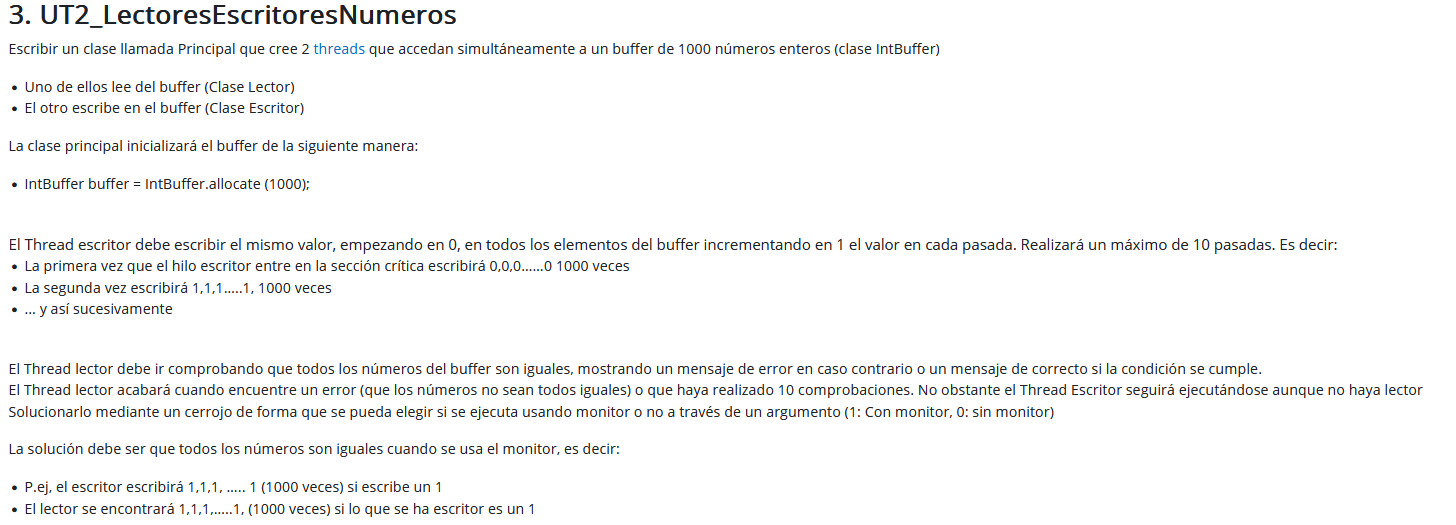 3. UT2_LectoresEscritoresNumeros
Escribir un clase llamada Principal que cree 2 threads que accedan simultáneamente a un buffer de 1000 números enteros (clase IntBuffer)
• Uno de ellos lee del buffer (Clase Lector)
• El otro escribe en el buffer (Clase Escritor)
La clase principal inicializará el buffer de la siguiente manera:
• IntBuffer buffer = IntBuffer.allocate (1000);
El Thread escritor debe escribir el mismo valor, empezando en 0, en todos los elementos del buffer incrementando en 1 el valor en cada pasada. Realizará un máximo de 10 pasadas. Es decir:
• La primera vez que el hilo escritor entre en la sección crítica escribirá 0,0,0......0 1000 veces
• La segunda vez escribirá 1,1,1.....1, 1000 veces
• ... y así sucesivamente
El Thread lector debe ir comprobando que todos los números del buffer son iguales, mostrando un mensaje de error en caso contrario o un mensaje de correcto si la condición se cumple.
El Thread lector acabará cuando encuentre un error (que los números no sean todos iguales) o que haya realizado 10 comprobaciones. No obstante el Thread Escritor seguirá ejecutándose aunque no haya lector
Solucionarlo mediante un cerrojo de forma que se pueda elegir si se ejecuta usando monitor o no a través de un argumento (1: Con monitor, 0: sin monitor)
La solución debe ser que todos los números son iguales cuando se usa el monitor, es decir:
• P.ej, el escritor escribirá 1,1,1, ..... 1 (1000 veces) si escribe un 1
• El lector se encontrará 1,1,1,.....1, (1000 veces) si lo que se ha escritor es un 1